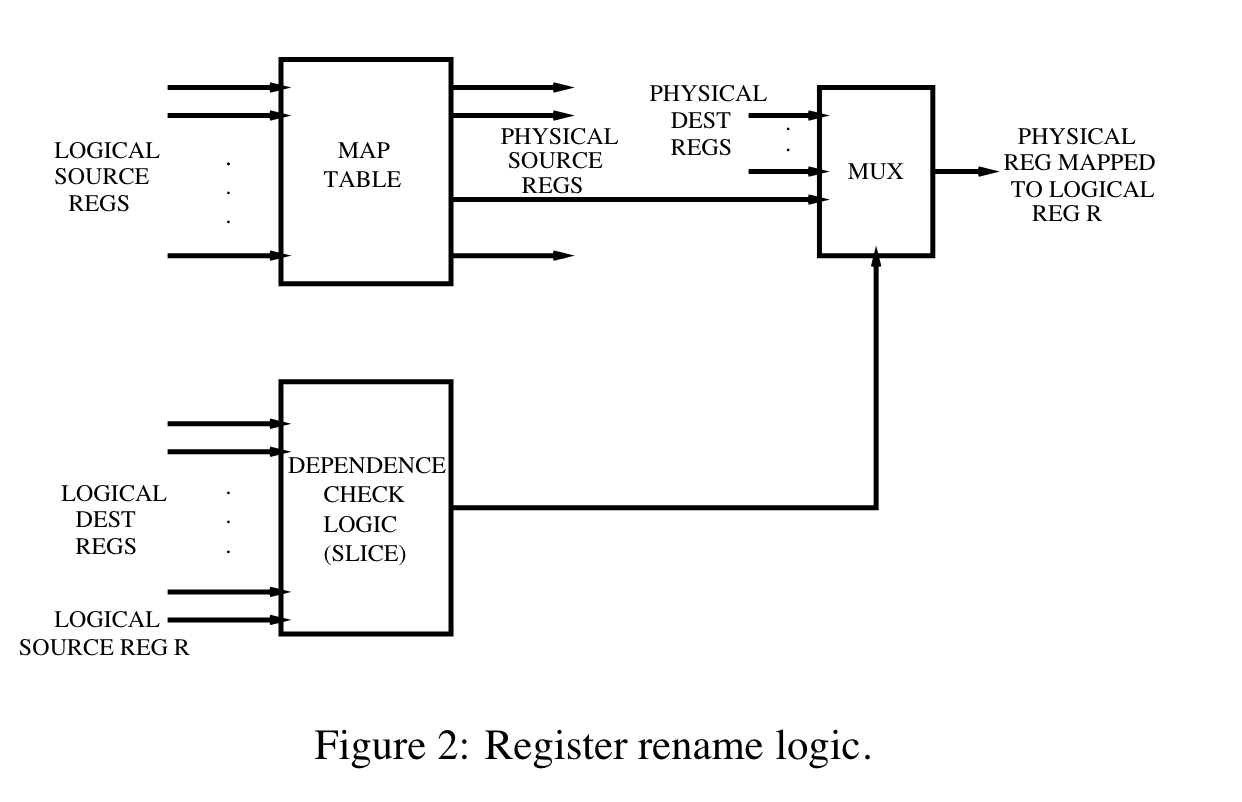 LOGICAL
SOURCE
REGS
MAP
TABLE
PHYSICAL
SOURCE
REGS
PHYSICAL
DEST
REGS
MUX
PHYSICAL
REG MAPPED
TO LOGICAL
REG R
LOGICAL
DEST
REGS
LOGICAL
SOURCE REG R
DEPENDENCE
CHECK
LOGIC
(SLICE)
Figure 2: Register rename logic.